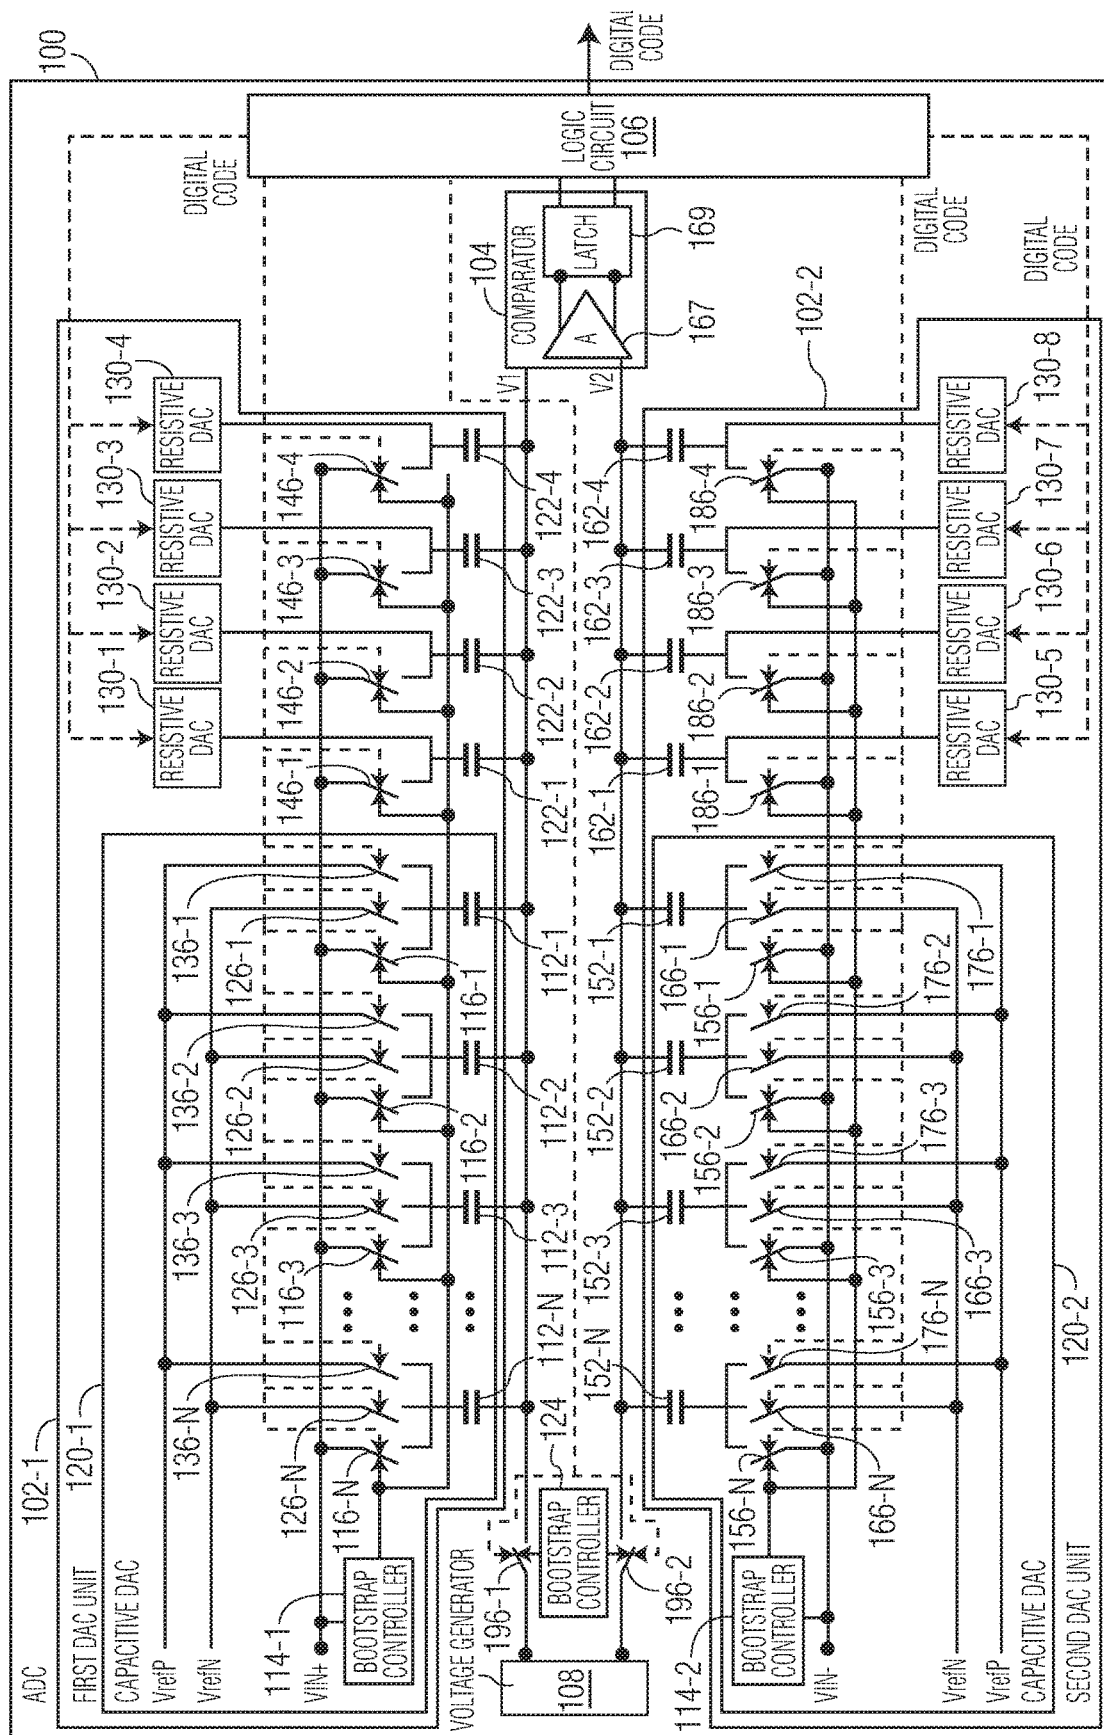 100
ADC
102-1
FIRST DAC UNIT
120-1
CAPACITIVE DAC
VrefP
VrefN
114-1
VIN+
BOOTSTRAP
CONTROLLER
136-N
126-N
116-N
136-3
126-3
116-3
136-2
126-2
116-2
136-1
126-1
116-1
130-1
130-2
130-3
130-4
RESISTIVE
DAC
RESISTIVE
DAC
RESISTIVE
DAC
RESISTIVE
DAC
146-1
146-2
146-3
146-4
DIGITAL
CODE
112-N
112-3
112-2
112-1
122-1
122-2
122-3
122-4
VOLTAGE GENERATOR
108
196-1
124
BOOTSTRAP
CONTROLLER
196-2
V1
V2
104
COMPARATOR
A
LATCH
167
169
LOGIC
CIRCUIT
106
DIGITAL
CODE
152-N
152-3
152-2
152-1
162-1
162-2
162-3
162-4
102-2
114-2
BOOTSTRAP
CONTROLLER
VIN-
156-N
166-N
176-N
156-3
166-3
176-3
156-2
166-2
176-2
156-1
166-1
176-1
186-1
186-2
186-3
186-4
DIGITAL
CODE
DIGITAL
CODE
RESISTIVE
DAC
RESISTIVE
DAC
RESISTIVE
DAC
RESISTIVE
DAC
130-5
130-6
130-7
130-8
VrefN
VrefP
CAPACITIVE DAC
120-2
SECOND DAC UNIT